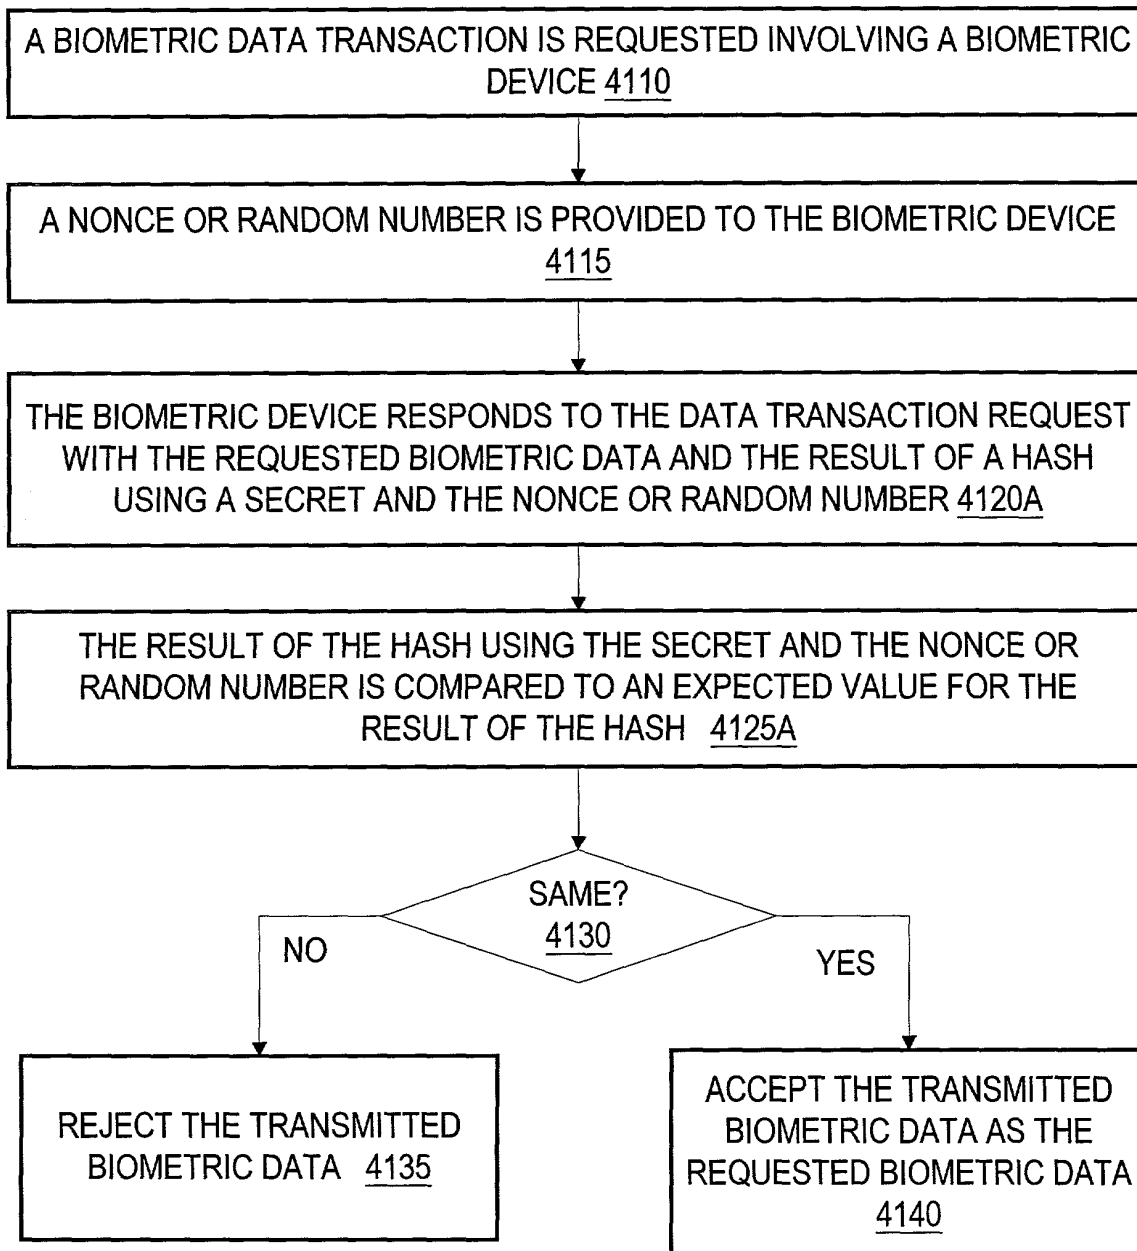 A BIOMETRIC DATA TRANSACTION IS REQUESTED INVOLVING A BIOMETRIC
DEVICE 4110
A NONCE OR RANDOM NUMBER IS PROVIDED TO THE BIOMETRIC DEVICE
4115
THE BIOMETRIC DEVICE RESPONDS TO THE DATA TRANSACTION REQUEST
WITH THE REQUESTED BIOMETRIC DATA AND THE RESULT OF A HASH
USING A SECRET AND THE NONCE OR RANDOM NUMBER 4120A
THE RESULT OF THE HASH USING THE SECRET AND THE NONCE OR
RANDOM NUMBER IS COMPARED TO AN EXPECTED VALUE FOR THE
RESULT OF THE HASH 4125A
SAME?
4130
NO
YES
REJECT THE TRANSMITTED
BIOMETRIC DATA 4135
ACCEPT THE TRANSMITTED
BIOMETRIC DATA AS THE
REQUESTED BIOMETRIC DATA
4140